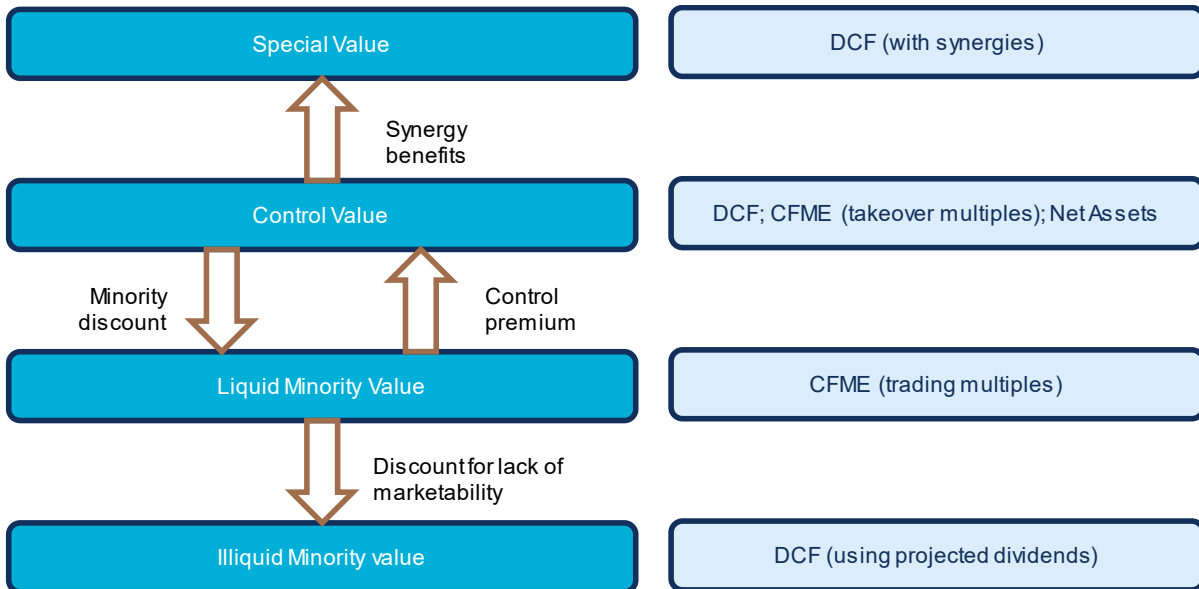 Special Value
DCF (with synergies)
Synergy
benefits
Control Value
DCF; CFME (takeover multiples); Net Assets
Minority
discount
Control
premium
Liquid Minority Value
CFME (trading multiples)
Discount for lack of
marketability
Illiquid Minority value
DCF (using projected dividends)